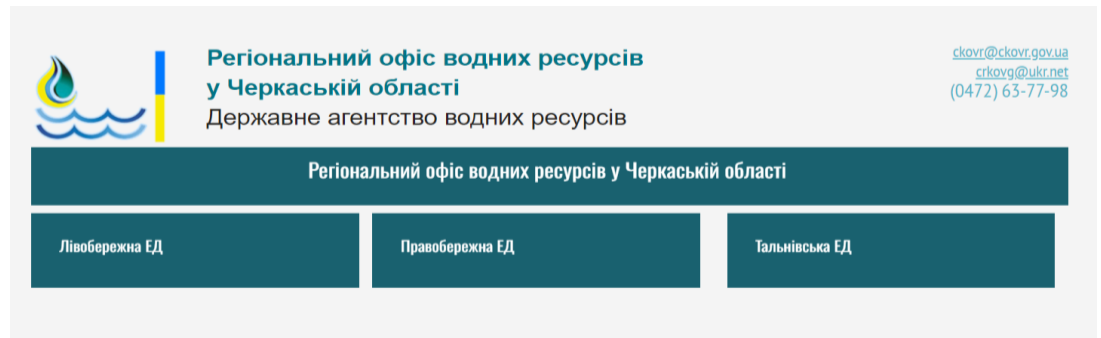 Регіональний офіс водних ресурсів
у Черкаській області
Державне агентство водних ресурсів
ckovr@ckovr.gov.ua
crkovg@ukr.net
(0472) 63-77-98
Регіональний офіс водних ресурсів у Черкаській області
Лівобережна ЕД
Правобережна ЕД
Тальнівська ЕД